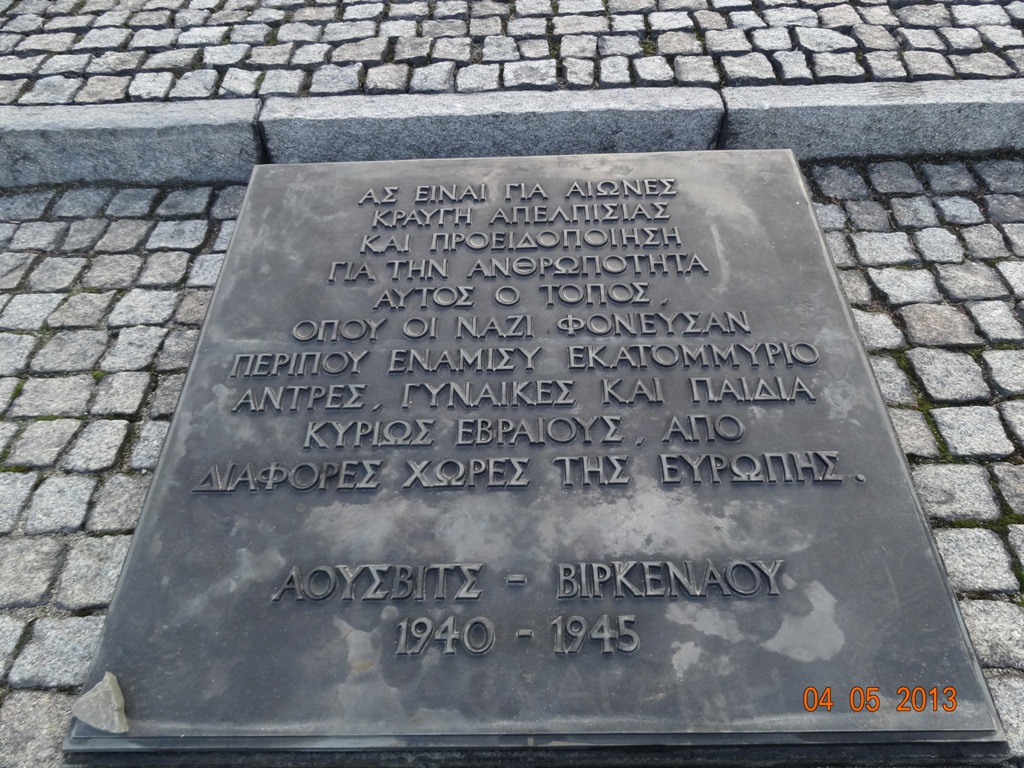 ΑΣ ΕΙΝΑΙ ΓΙΑ ΑΙΩΝΕΣ
ΚΡΑΥΓΗ ΑΠΕΛΠΙΣΙΑΣ
ΚΑΙ ΠΡΟΕΙΔΟΠΟΙΗΣΗ
ΓΙΑ ΤΗΝ ΑΝΘΡΩΠΟΤΗΤΑ
ΑΥΤΟΣ Ο ΤΟΠΟΣ,
ΟΠΟΥ ΟΙ ΝΑΖΙ ΦΟΝΕΥΣΑΝ
ΠΕΡΙΠΟΥ ΕΝΑΜΙΣΥ ΕΚΑΤΟΜΜΥΡΙΟ
ΑΝΤΡΕΣ, ΓΥΝΑΙΚΕΣ ΚΑΙ ΠΑΙΔΙΑ
ΚΥΡΙΩΣ ΕΒΡΑΙΟΥΣ, ΑΠΟ
ΔΙΑΦΟΡΕΣ ΧΩΡΕΣ ΤΗΣ ΕΥΡΩΠΗΣ.
ΑΟΥΣΒΙΤΣ - ΒΙΡΚΕΝΑΟΥ
1940 - 1945
04 05 2013